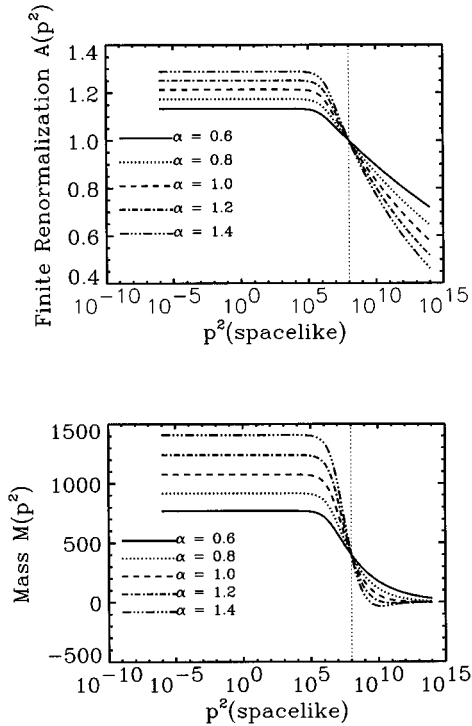 Finite Renormalization A(p²)
1.4
1.2
1.0
0.8
0.6
0.4
α = 0.6
α = 0.8
α = 1.0
α = 1.2
α = 1.4
10⁻¹⁰ 10⁻⁵ 10⁰ 10⁵ 10¹⁰ 10¹⁵
p²(spacelike)
Mass M(p²)
1500
1000
500
0
−500
α = 0.6
α = 0.8
α = 1.0
α = 1.2
α = 1.4
10⁻¹⁰ 10⁻⁵ 10⁰ 10⁵ 10¹⁰ 10¹⁵
p²(spacelike)